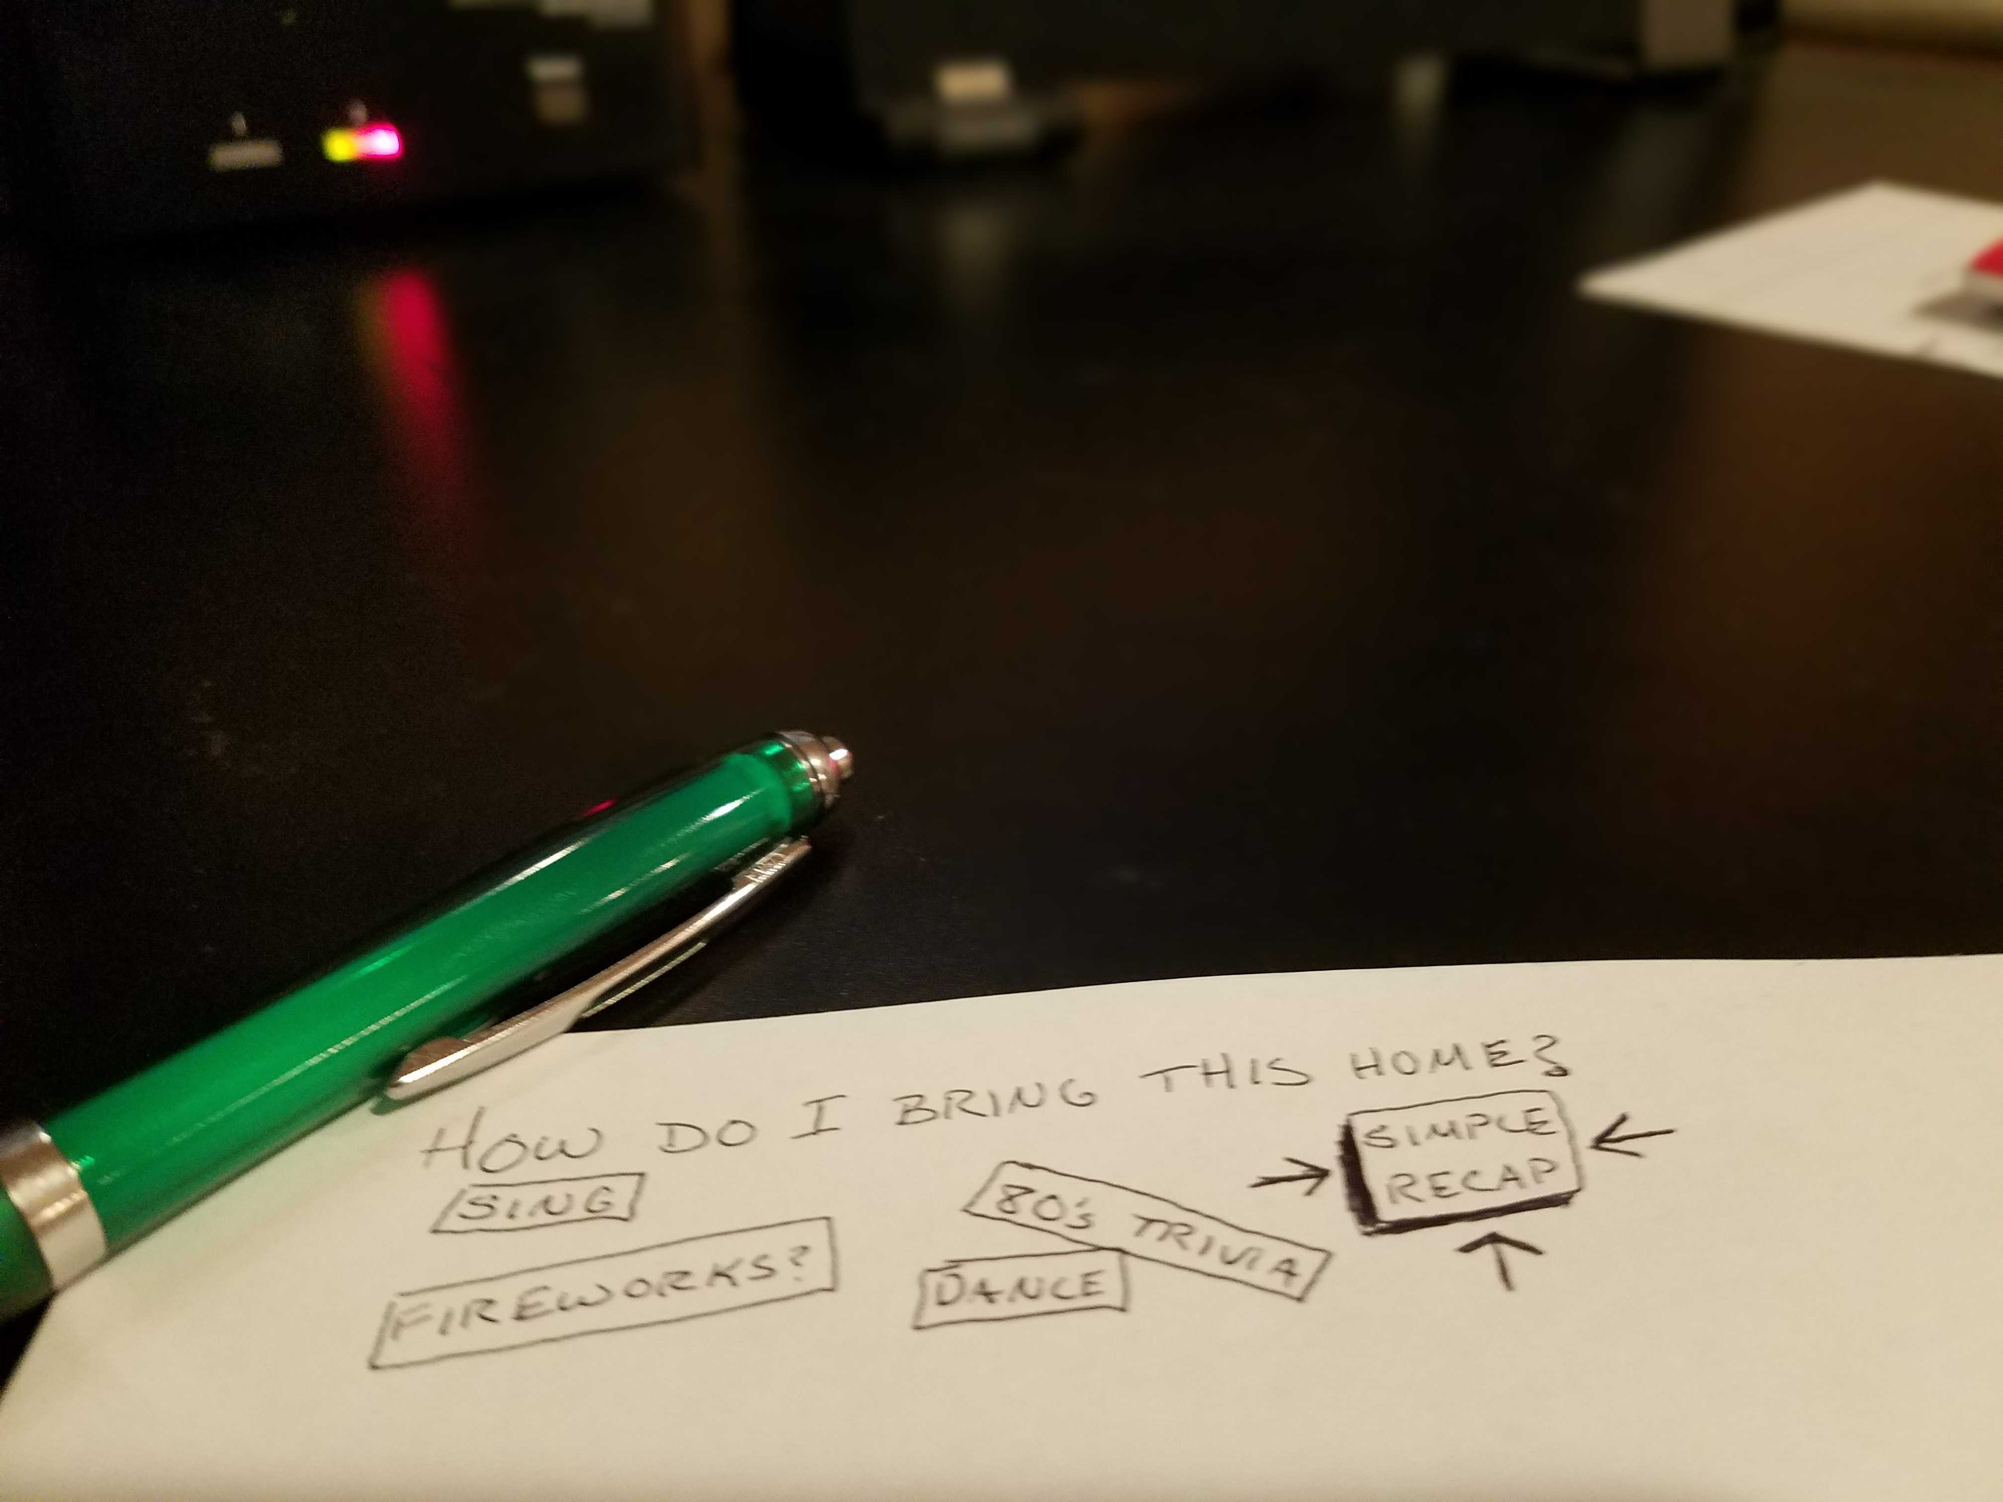 HOW DO I BRING THIS HOME?
SING
FIREWORKS?
80's TRIVIA
DANCE
SIMPLE
RECAP